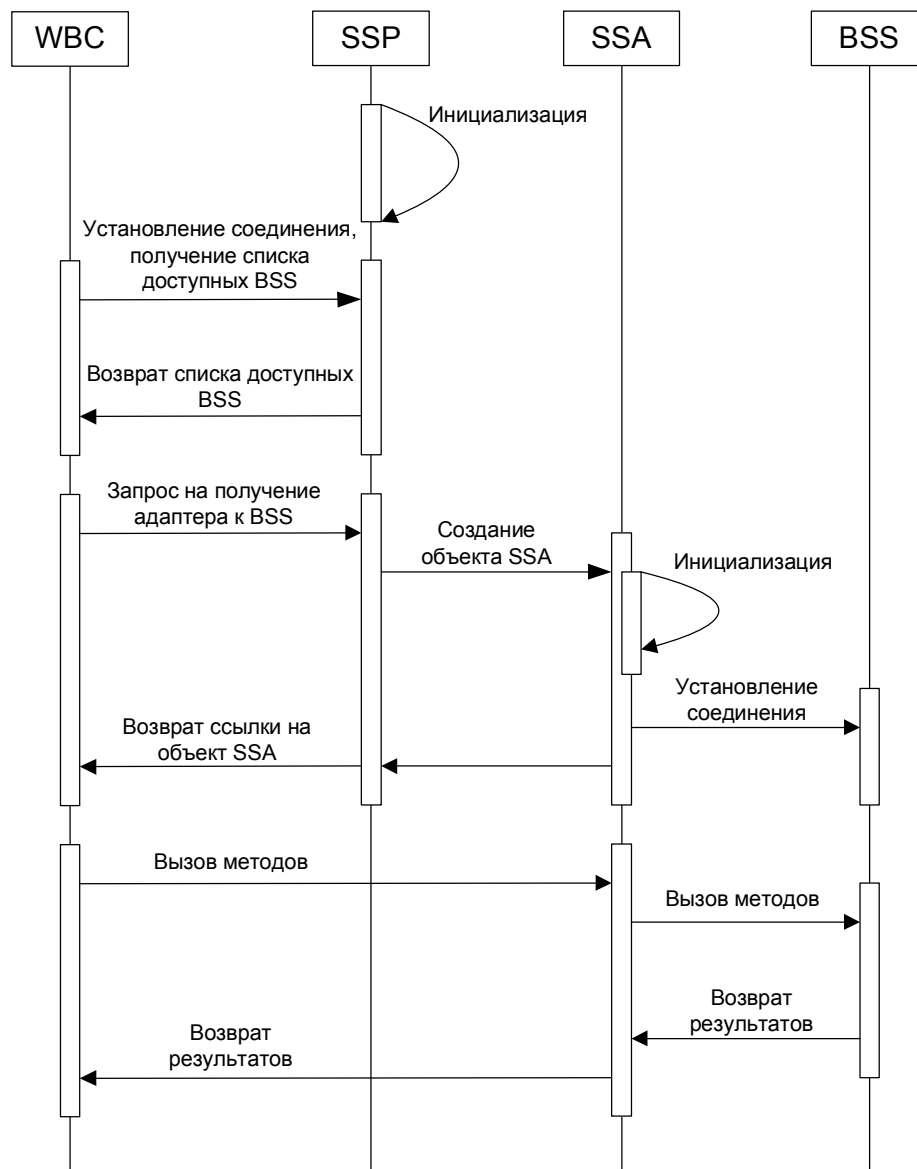 WBC
SSP
SSA
BSS
Инициализация
Установление соединения,
получение списка
доступных BSS
Возврат списка доступных
BSS
Запрос на получение
адаптера к BSS
Создание
объекта SSA
Инициализация
Установление
соединения
Возврат ссылки на
объект SSA
Вызов методов
Вызов методов
Возврат
результатов
Возврат
результатов